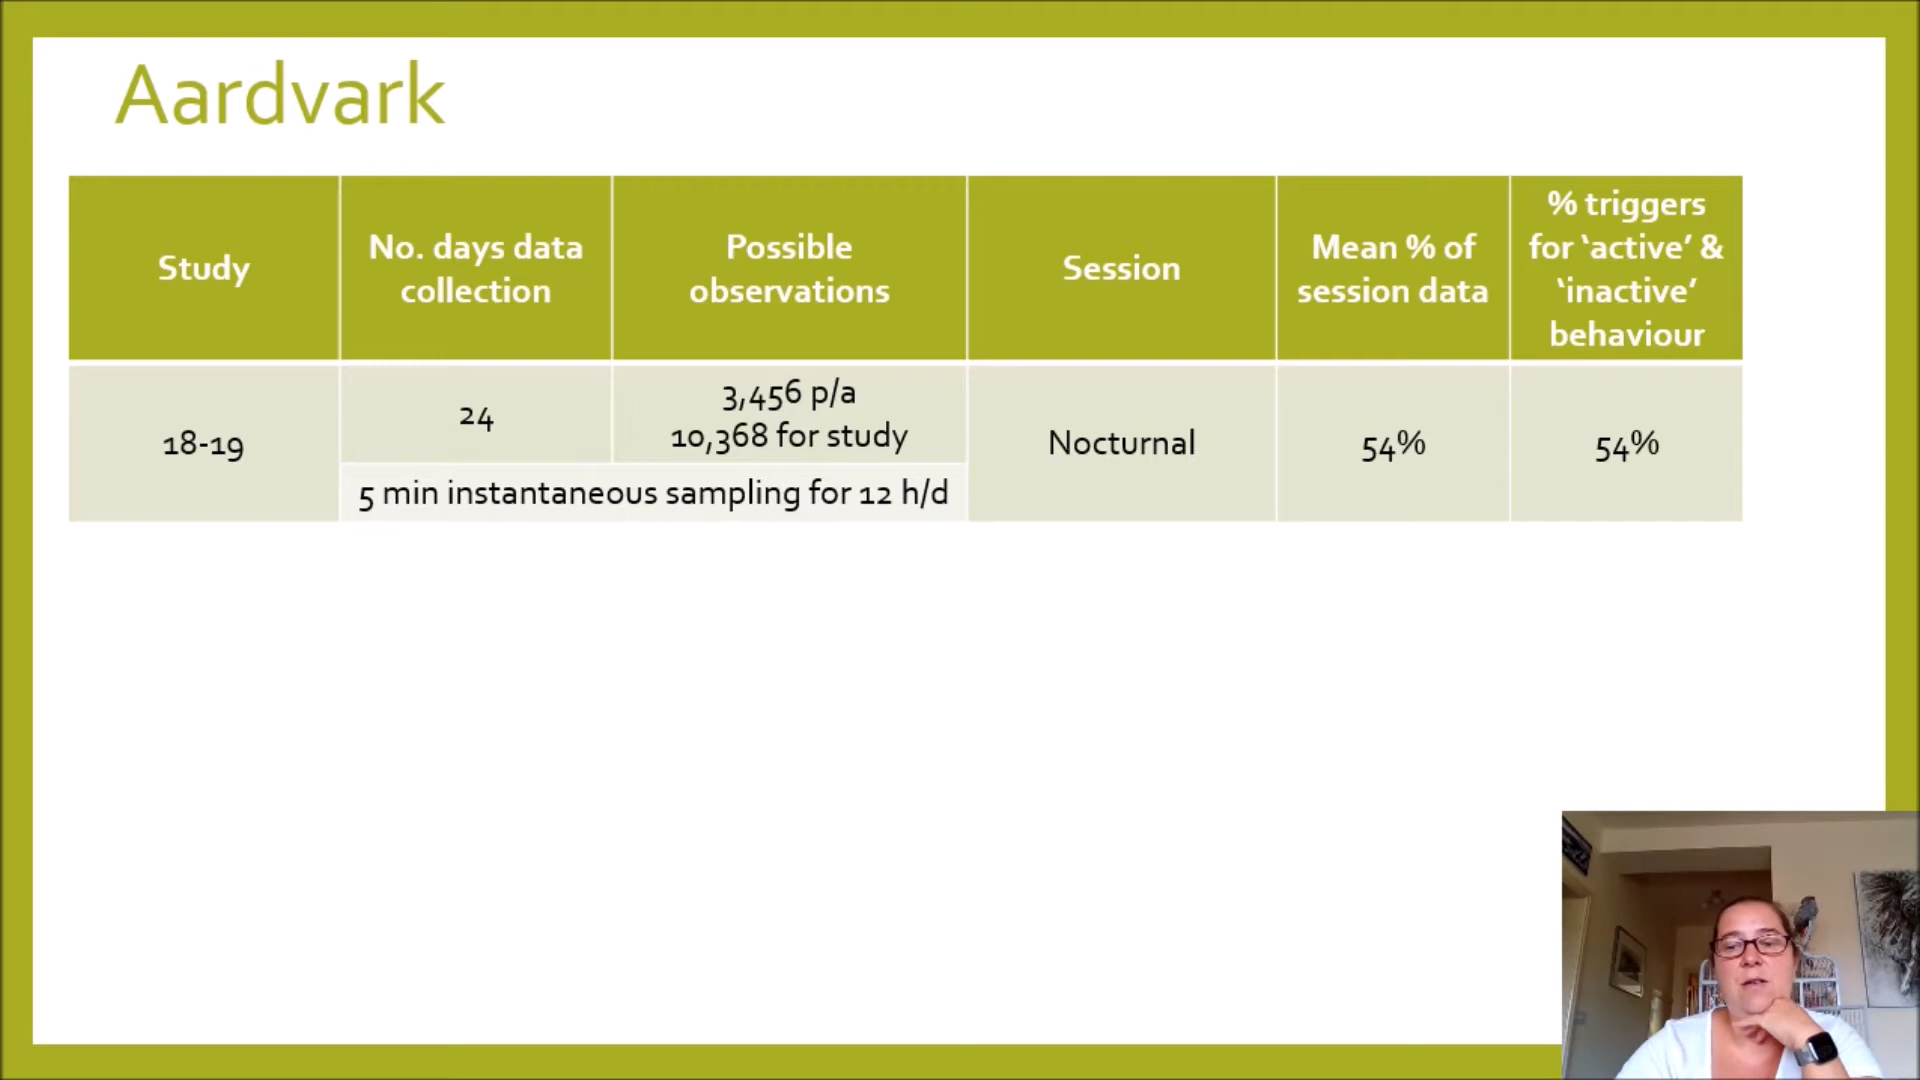 Aardvark
Study
No. days data
collection
Possible
observations
Session
Mean % of
session data
% triggers
for ‘active’ &
‘inactive’
behaviour
18-19
24
3,456 p/a
10,368 for study
5 min instantaneous sampling for 12 h/d
Nocturnal
54%
54%